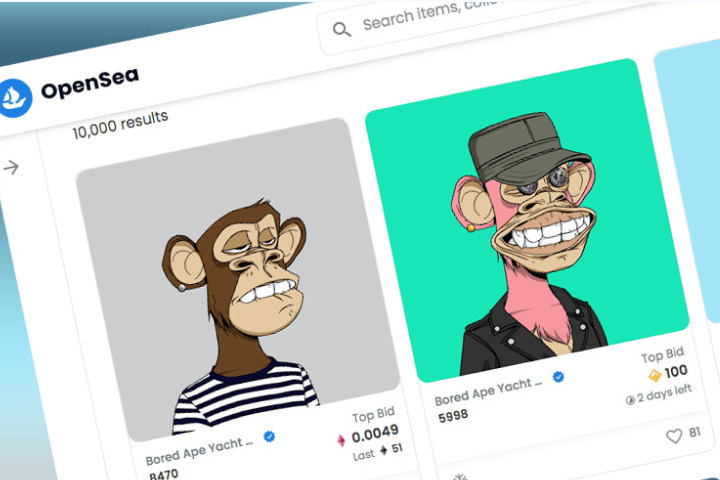 Search items, colle
OpenSea
10,000 results
Bored Ape Yacht ...
8470
Top Bid
0.0049
Last 51
Bored Ape Yacht ...
5998
Top Bid
100
2 days left
81